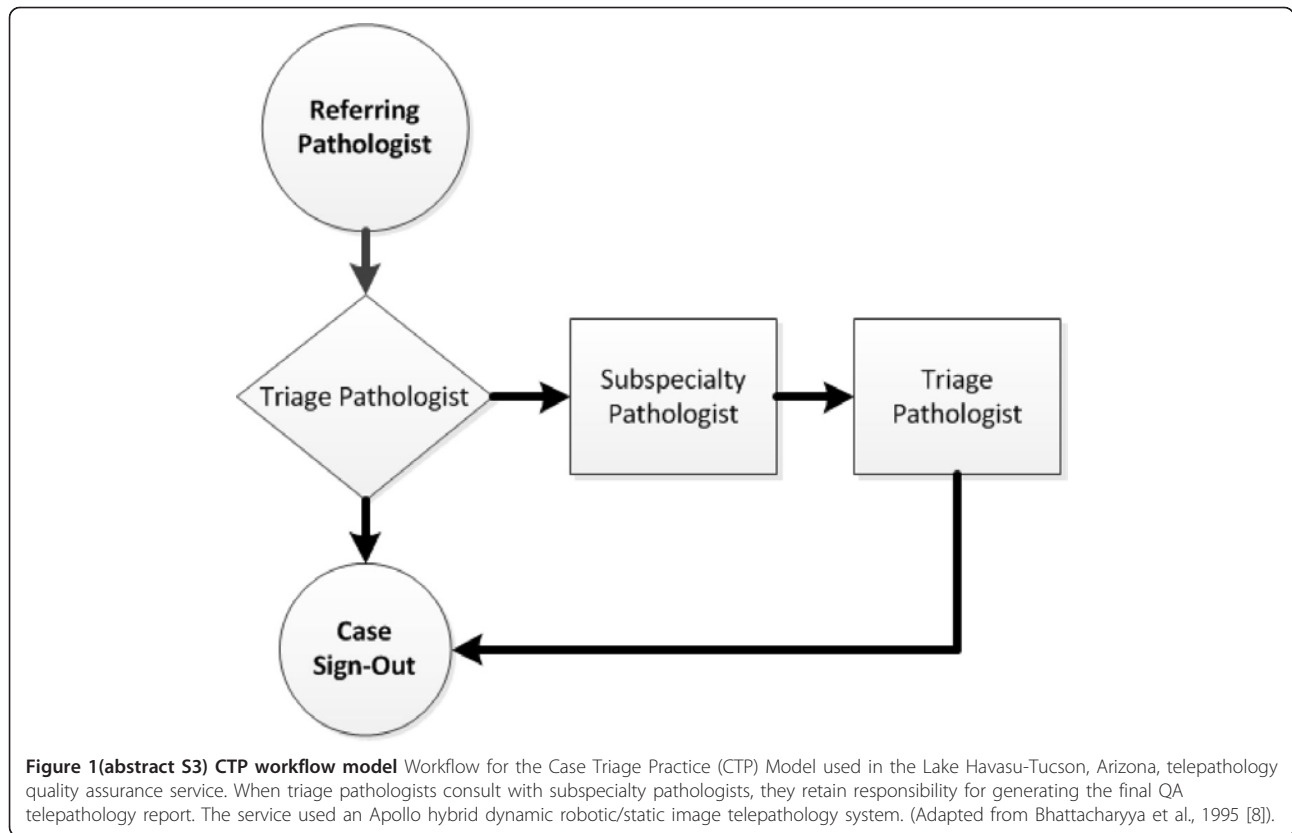 Referring
Pathologist
Triage Pathologist
Subspecialty
Pathologist
Triage
Pathologist
Case
Sign-Out
Figure 1(abstract S3) CTP workflow model Workflow for the Case Triage Practice (CTP) Model used in the Lake Havasu-Tucson, Arizona, telepathology
quality assurance service. When triage pathologists consult with subspecialty pathologists, they retain responsibility for generating the final QA
telepathology report. The service used an Apollo hybrid dynamic robotic/static image telepathology system. (Adapted from Bhattacharyya et al., 1995 [8]).